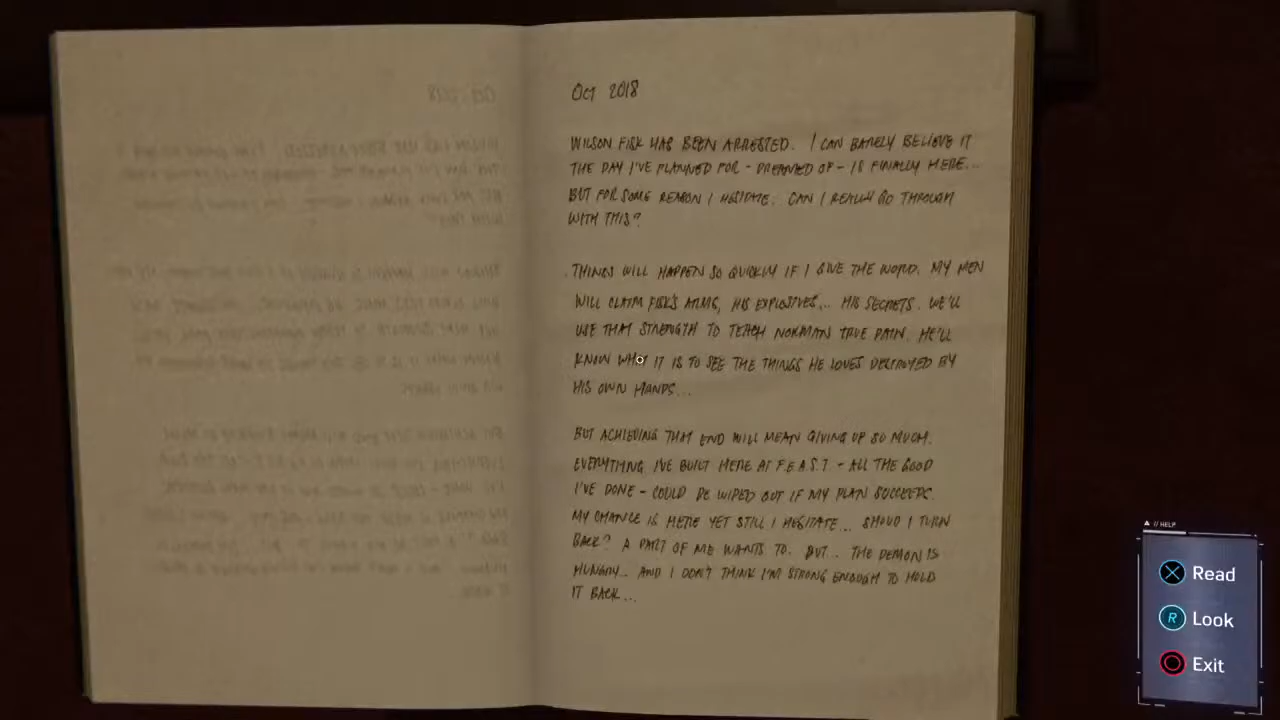 Oct 2018
WILSON FISK HAS BEEN ARRESTED. I CAN BARELY BELIEVE IT
THE DAY I'VE PLANNED FOR - DREAMED OF - IS FINALLY HERE...
BUT FOR SOME REASON I HESITATE. CAN I REALLY GO THROUGH
WITH THIS?
THINGS WILL HAPPEN SO QUICKLY IF I GIVE THE WORD. MY MEN
WILL CLAIM FISK'S ARMS, HIS EXPLOSIVES... HIS SECRETS. WE'LL
USE THAT STRENGTH TO TEACH NORMAN TRUE PAIN. HE'LL
KNOW WHAT IT IS TO SEE THE THINGS HE LOVES DESTROYED BY
HIS OWN HANDS...
BUT ACHIEVING THAT END WILL MEAN GIVING UP SO MUCH.
EVERYTHING I'VE BUILT HERE AT F.E.A.S.T. - ALL THE GOOD
I'VE DONE - COULD BE WIPED OUT IF MY PLAN SUCCEEDS.
MY CHANCE IS HERE YET STILL I HESITATE... SHOUD I TURN
BACK? A PART OF ME WANTS TO. BUT... THE DEMON IS
HUNGRY... AND I DON'T THINK I'M STRONG ENOUGH TO HOLD
IT BACK...
// HELP
Read
R Look
Exit